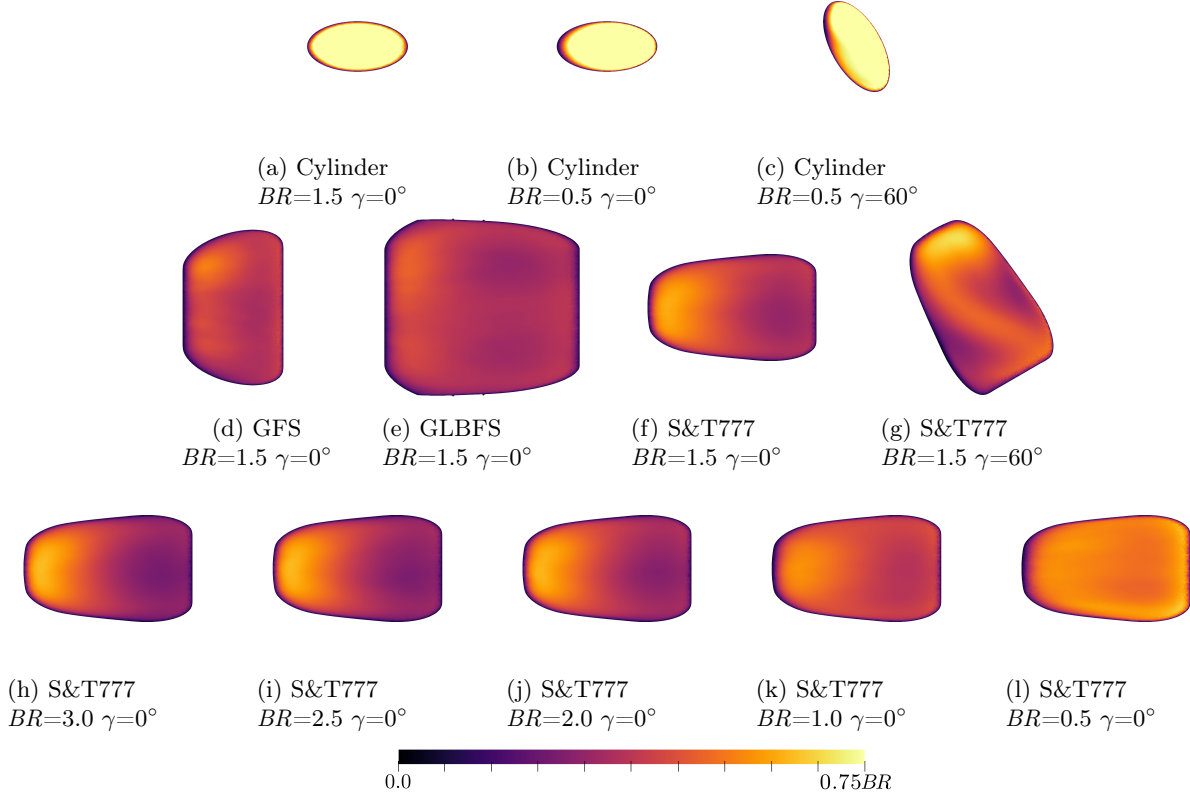 (a) Cylinder
BR=1.5 γ=0°
(b) Cylinder
BR=0.5 γ=0°
(c) Cylinder
BR=0.5 γ=60°
(d) GFS
BR=1.5 γ=0°
(e) GLBFS
BR=1.5 γ=0°
(f) S&T777
BR=1.5 γ=0°
(g) S&T777
BR=1.5 γ=60°
(h) S&T777
BR=3.0 γ=0°
(i) S&T777
BR=2.5 γ=0°
(j) S&T777
BR=2.0 γ=0°
(k) S&T777
BR=1.0 γ=0°
(l) S&T777
BR=0.5 γ=0°
0.0
0.75BR